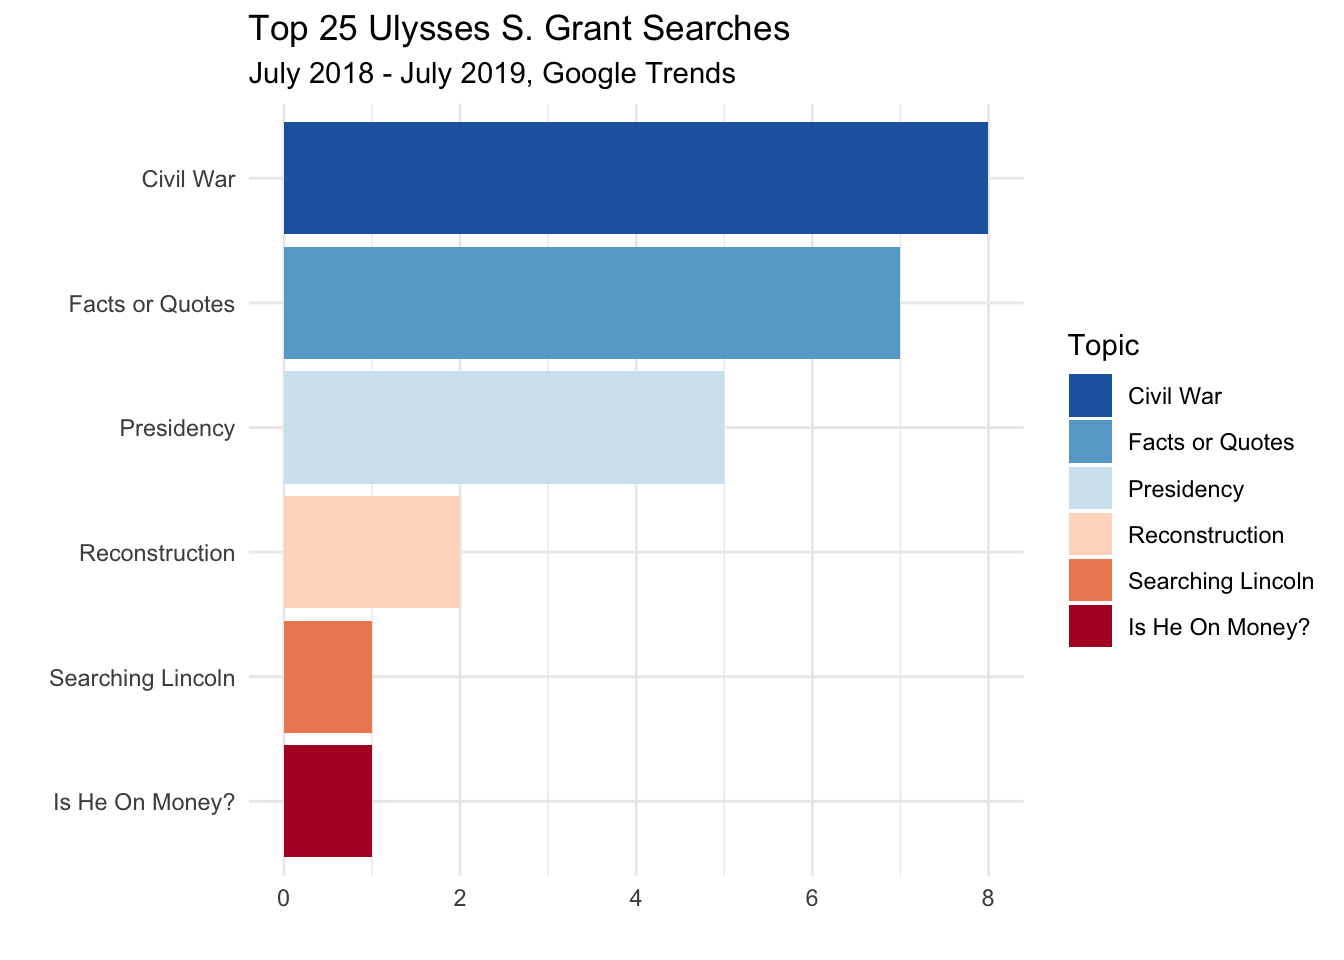 Top 25 Ulysses S. Grant Searches
July 2018 - July 2019, Google Trends
Civil War
Facts or Quotes
Presidency
Reconstruction
Searching Lincoln
Is He On Money?
0 2 4 6 8
Topic
Civil War
Facts or Quotes
Presidency
Reconstruction
Searching Lincoln
Is He On Money?